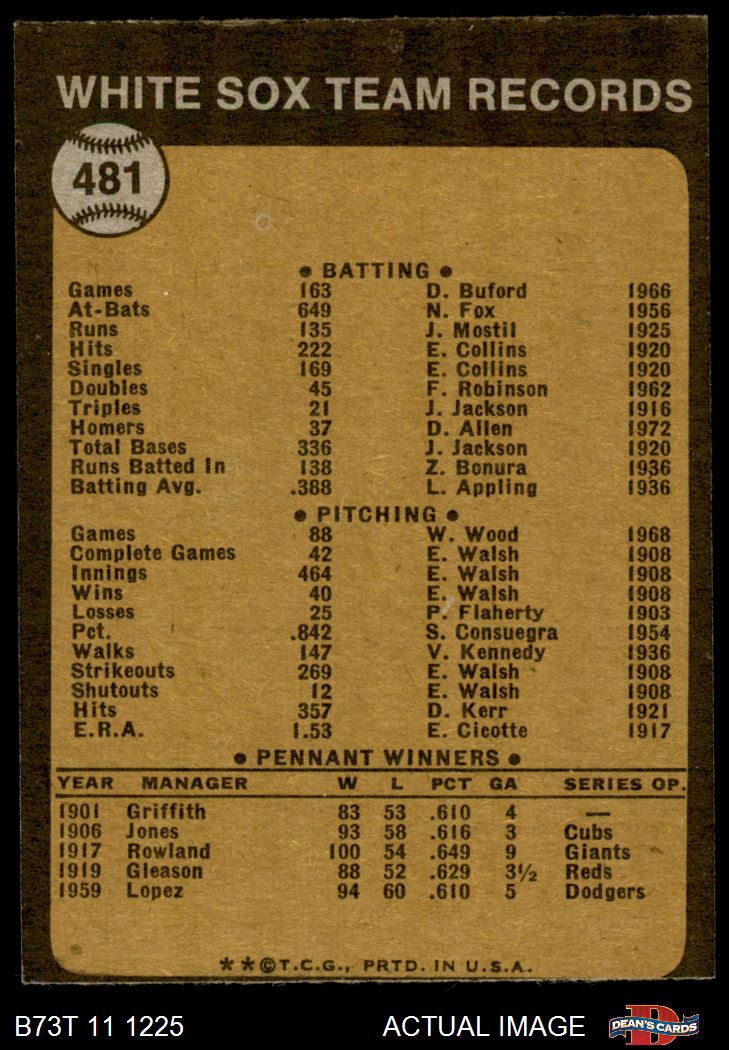 WHITE SOX TEAM RECORDS
481
● BATTING ●
Games 163 D. Buford 1966
At-Bats 649 N. Fox 1956
Runs 135 J. Mostil 1925
Hits 222 E. Collins 1920
Singles 169 E. Collins 1920
Doubles 45 F. Robinson 1962
Triples 21 J. Jackson 1916
Homers 37 D. Allen 1972
Total Bases 336 J. Jackson 1920
Runs Batted In 138 Z. Bonura 1936
Batting Avg. .388 L. Appling 1936
● PITCHING ●
Games 88 W. Wood 1968
Complete Games 42 E. Walsh 1908
Innings 464 E. Walsh 1908
Wins 40 E. Walsh 1908
Losses 25 P. Flaherty 1903
Pct. .842 S. Consuegra 1954
Walks 147 V. Kennedy 1936
Strikeouts 269 E. Walsh 1908
Shutouts 12 E. Walsh 1908
Hits 357 D. Kerr 1921
E.R.A. 1.53 E. Cicotte 1917
● PENNANT WINNERS ●
YEAR MANAGER W L PCT GA SERIES OP.
1901 Griffith 83 53 .610 4 —
1906 Jones 93 58 .616 3 Cubs
1917 Rowland 100 54 .649 9 Giants
1919 Gleason 88 52 .629 3½ Reds
1959 Lopez 94 60 .610 5 Dodgers
**©T.C.G., PRTD. IN U.S.A.
B73T 11 1225 ACTUAL IMAGE D DEAN'S CARDS